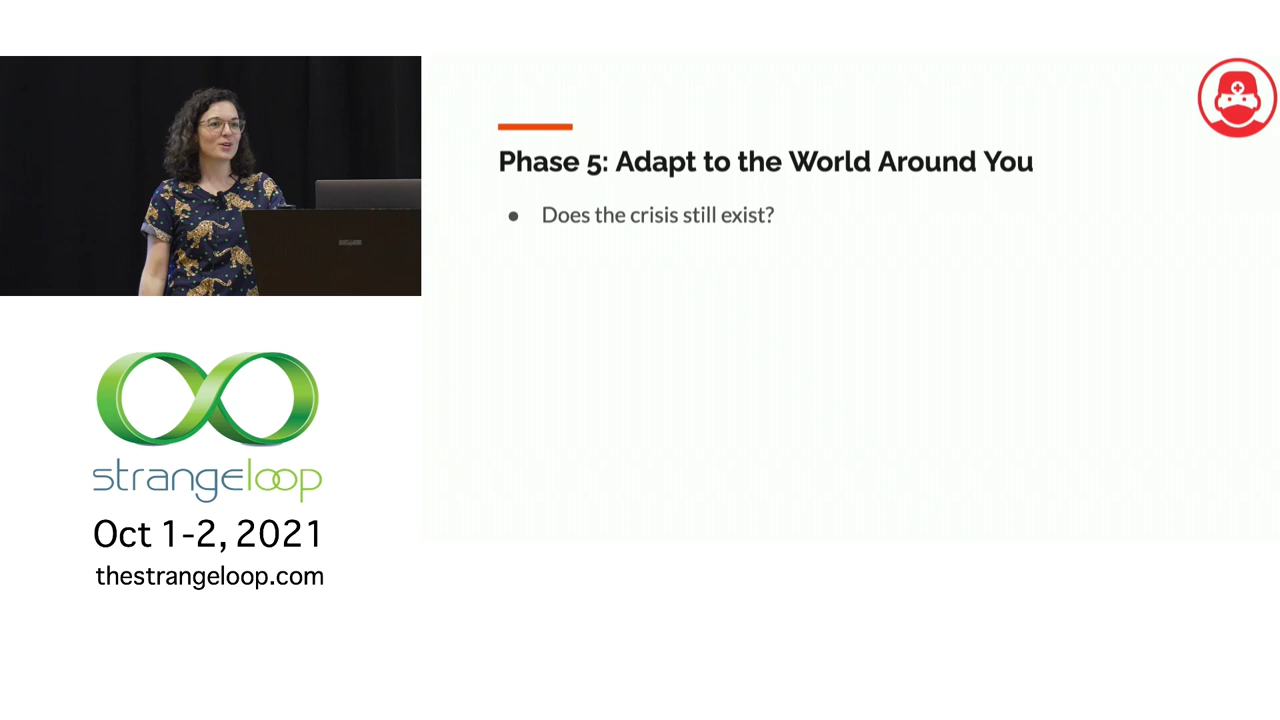 Phase 5: Adapt to the World Around You
● Does the crisis still exist?
strangeloop
Oct 1-2, 2021
thestrangeloop.com